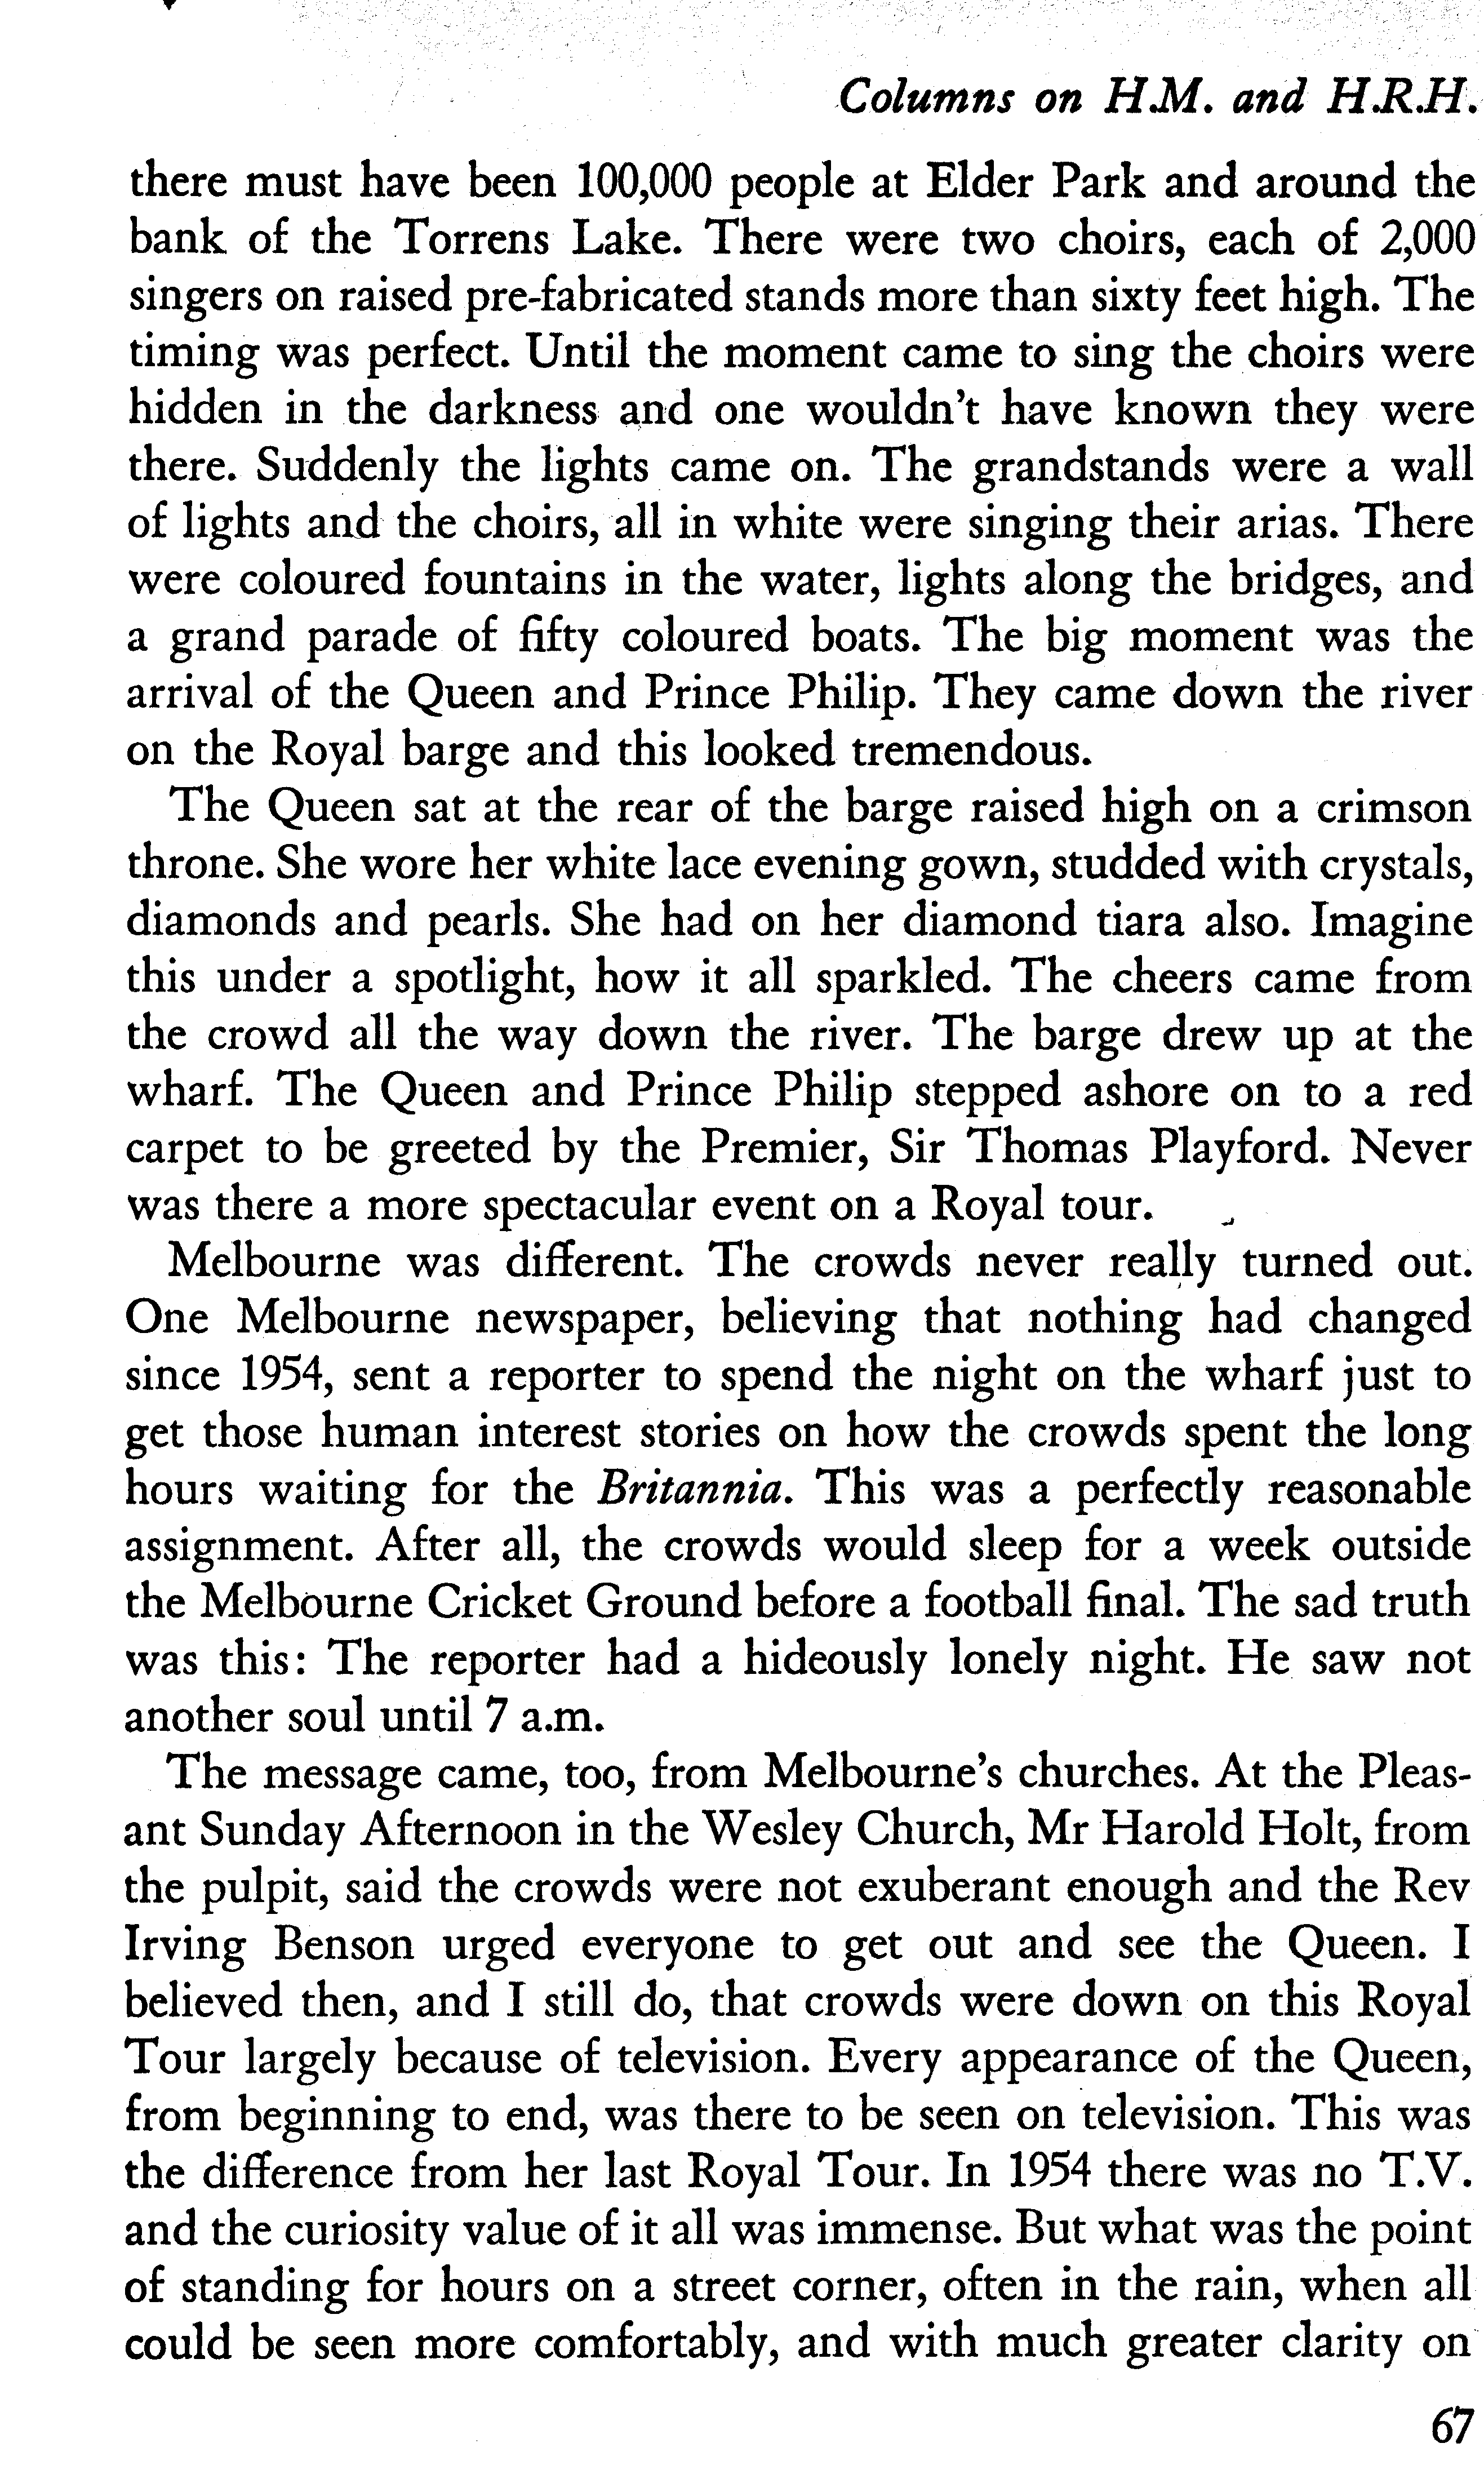 Columns on H.M. and H.R.H.
there must have been 100,000 people at Elder Park and around the
bank of the Torrens Lake. There were two choirs, each of 2,000
singers on raised pre-fabricated stands more than sixty feet high. The
timing was perfect. Until the moment came to sing the choirs were
hidden in the darkness and one wouldn't have known they were
there. Suddenly the lights came on. The grandstands were a wall
of lights and the choirs, all in white were singing their arias. There
were coloured fountains in the water, lights along the bridges, and
a grand parade of fifty coloured boats. The big moment was the
arrival of the Queen and Prince Philip. They came down the river
on the Royal barge and this looked tremendous.
The Queen sat at the rear of the barge raised high on a crimson
throne. She wore her white lace evening gown, studded with crystals,
diamonds and pearls. She had on her diamond tiara also. Imagine
this under a spotlight, how it all sparkled. The cheers came from
the crowd all the way down the river. The barge drew up at the
wharf. The Queen and Prince Philip stepped ashore on to a red
carpet to be greeted by the Premier, Sir Thomas Playford. Never
was there a more spectacular event on a Royal tour.
Melbourne was different. The crowds never really turned out.
One Melbourne newspaper, believing that nothing had changed
since 1954, sent a reporter to spend the night on the wharf just to
get those human interest stories on how the crowds spent the long
hours waiting for the Britannia. This was a perfectly reasonable
assignment. After all, the crowds would sleep for a week outside
the Melbourne Cricket Ground before a football final. The sad truth
was this: The reporter had a hideously lonely night. He saw not
another soul until 7 a.m.
The message came, too, from Melbourne's churches. At the Pleas-
ant Sunday Afternoon in the Wesley Church, Mr Harold Holt, from
the pulpit, said the crowds were not exuberant enough and the Rev
Irving Benson urged everyone to get out and see the Queen. I
believed then, and I still do, that crowds were down on this Royal
Tour largely because of television. Every appearance of the Queen,
from beginning to end, was there to be seen on television. This was
the difference from her last Royal Tour. In 1954 there was no T.V.
and the curiosity value of it all was immense. But what was the point
of standing for hours on a street corner, often in the rain, when all
could be seen more comfortably, and with much greater clarity on
67